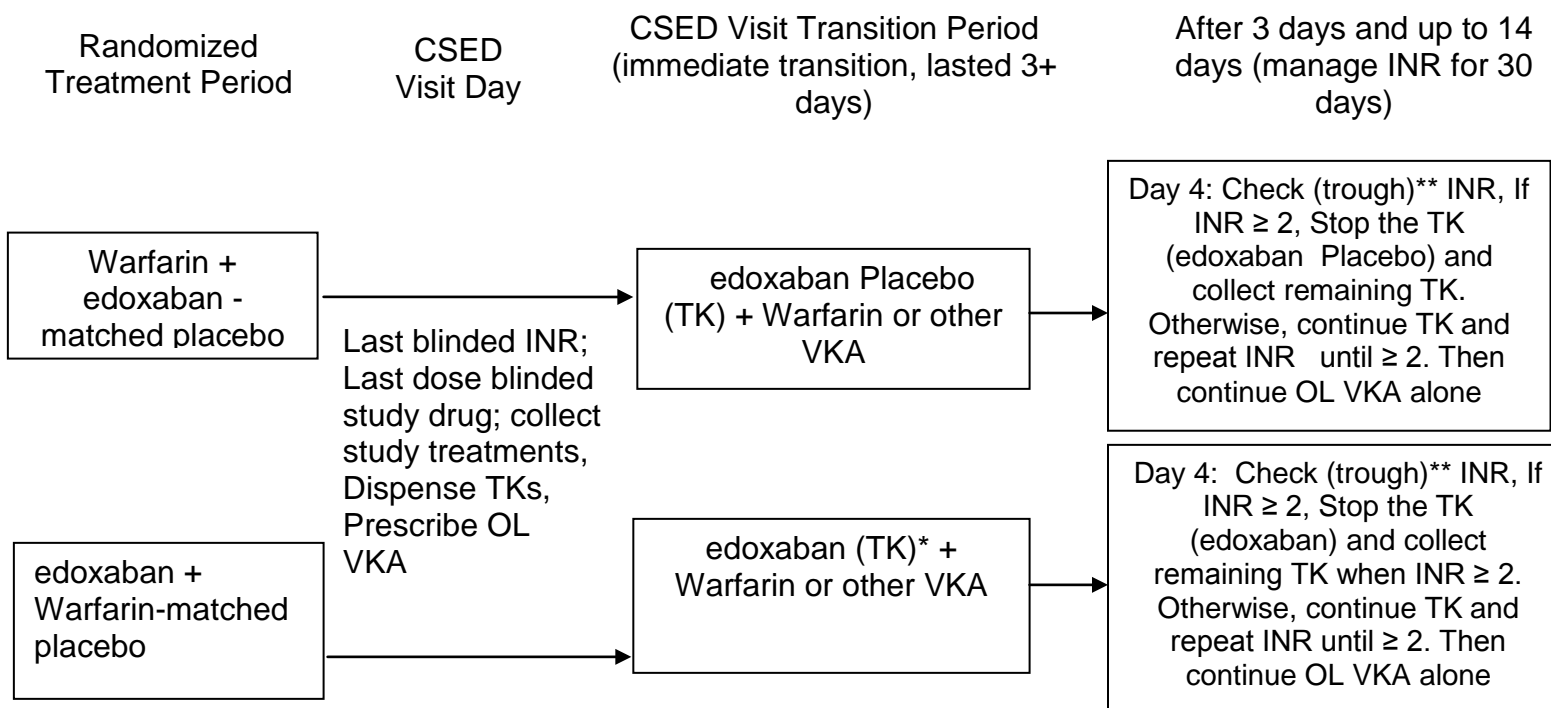 Randomized
Treatment Period
CSED
Visit Day
CSED Visit Transition Period
(immediate transition, lasted 3+
days)
After 3 days and up to 14
days (manage INR for 30
days)
Warfarin +
edoxaban -
matched placebo
Last blinded INR;
Last dose blinded
study drug; collect
study treatments,
Dispense TKs,
Prescribe OL
VKA
edoxaban Placebo
(TK) + Warfarin or other
VKA
Day 4: Check (trough)** INR, If
INR ≥ 2, Stop the TK
(edoxaban Placebo) and
collect remaining TK.
Otherwise, continue TK and
repeat INR until ≥ 2. Then
continue OL VKA alone
edoxaban +
Warfarin-matched
placebo
edoxaban (TK)* +
Warfarin or other VKA
Day 4: Check (trough)** INR, If
INR ≥ 2, Stop the TK
(edoxaban) and collect
remaining TK when INR ≥ 2.
Otherwise, continue TK and
repeat INR until ≥ 2. Then
continue OL VKA alone